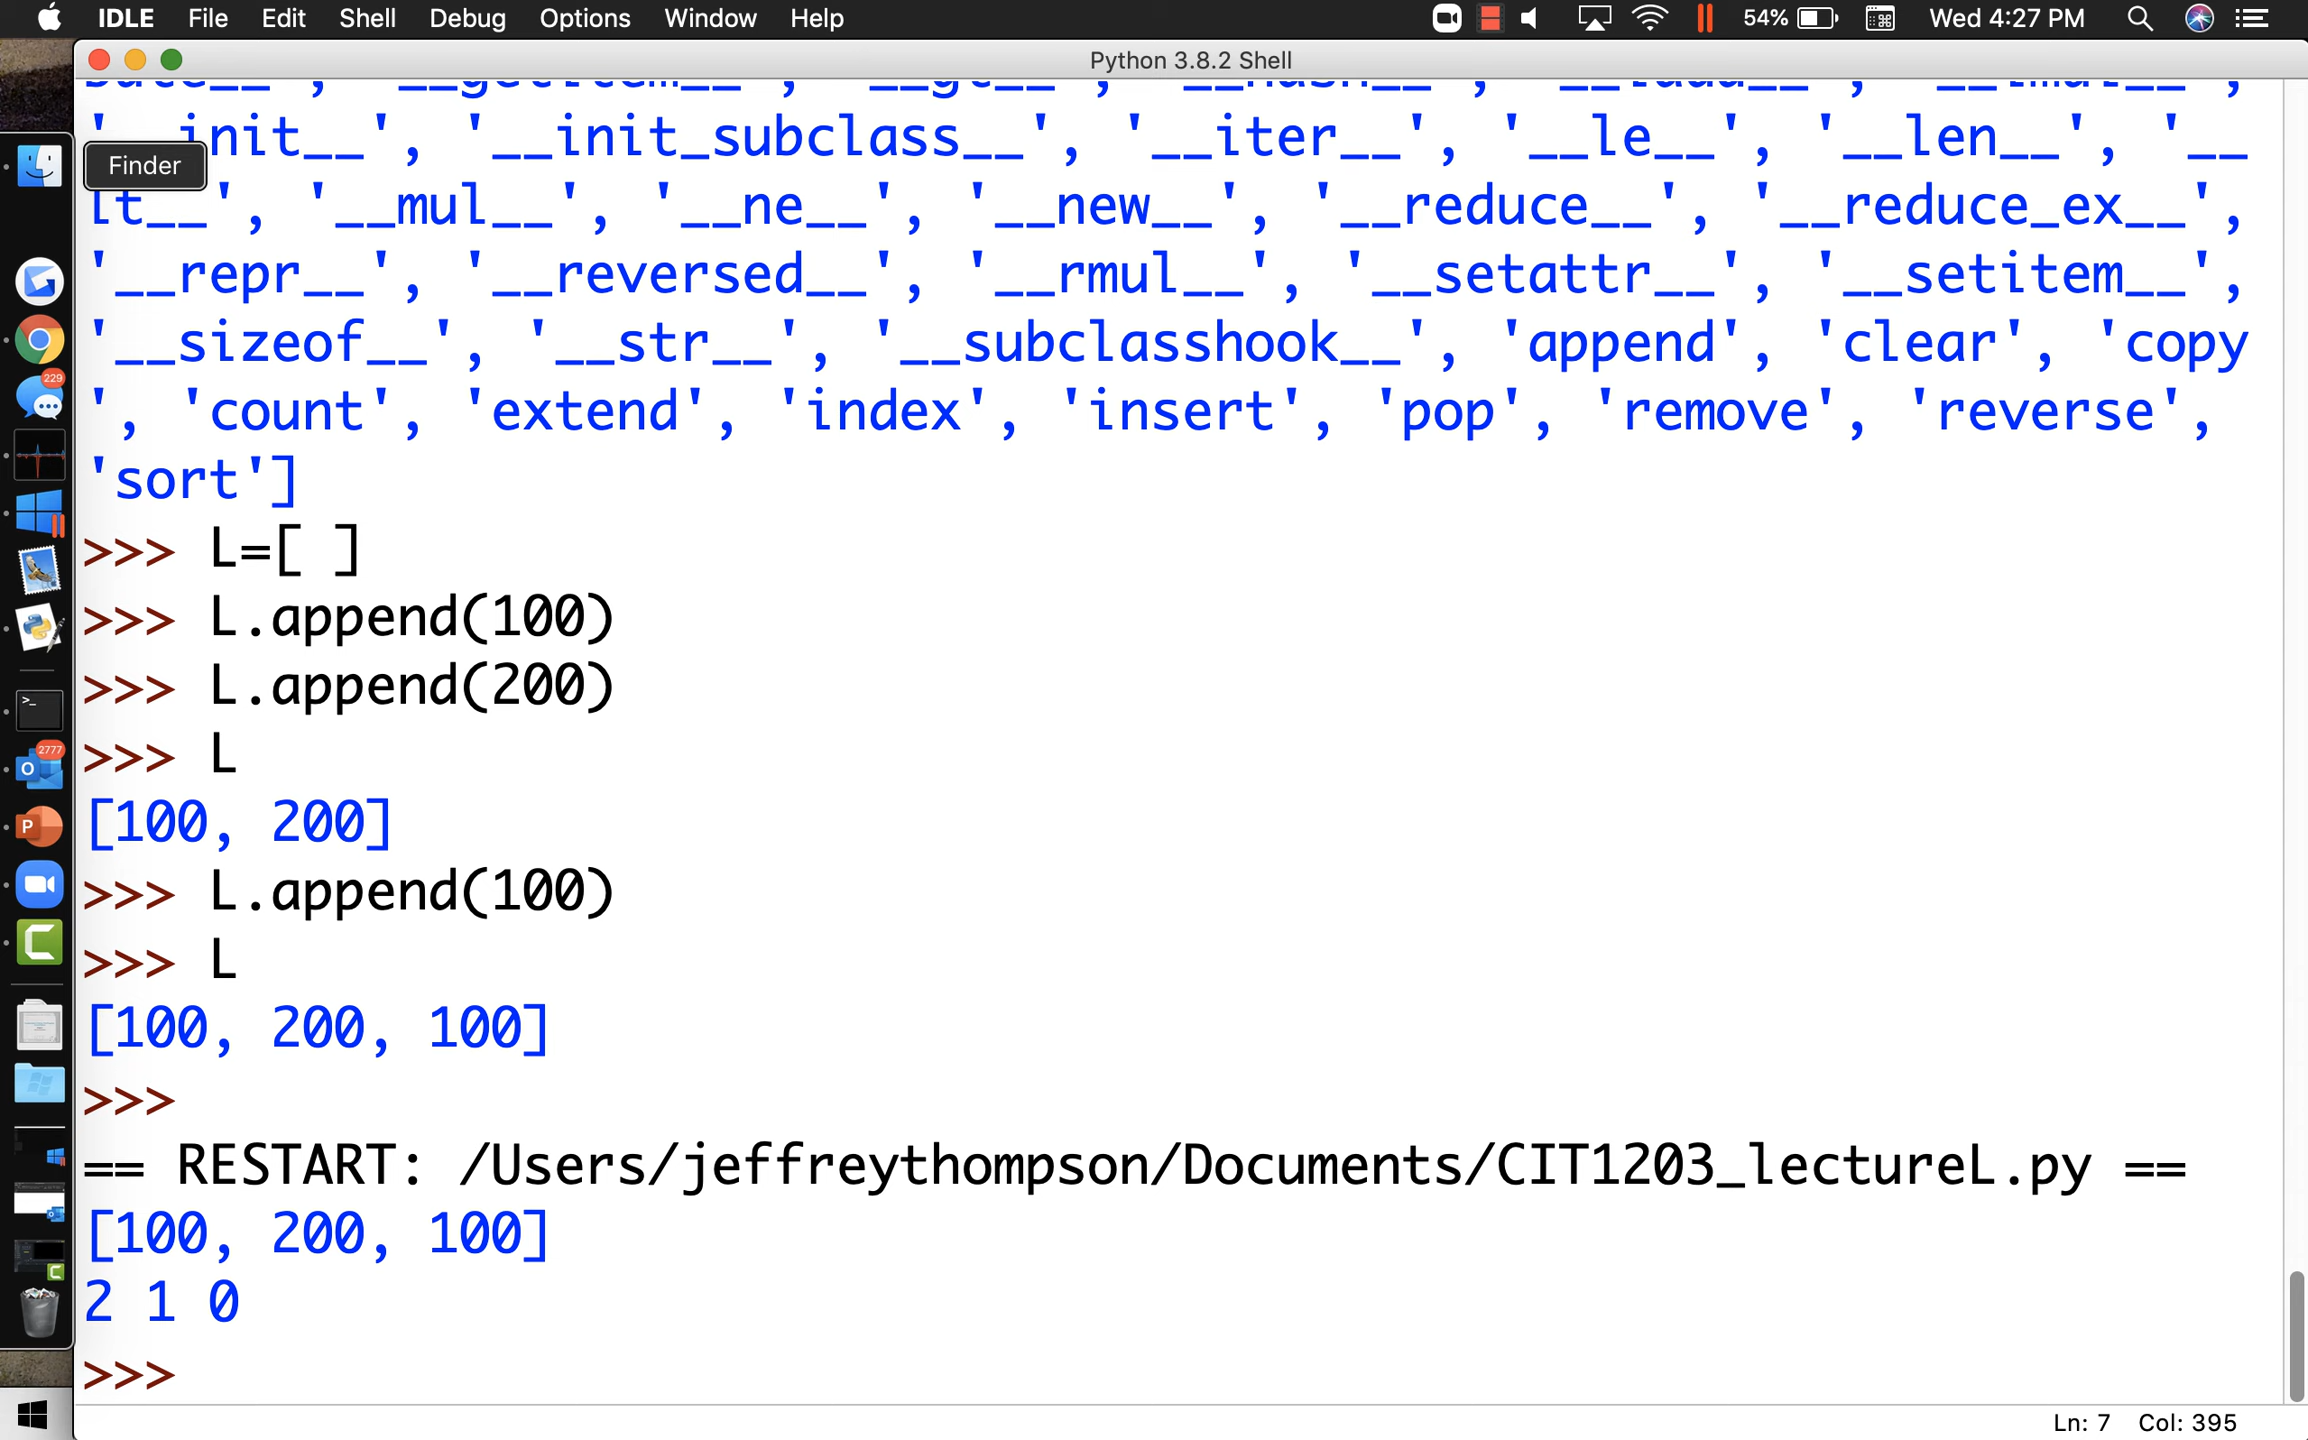 IDLE File Edit Shell Debug Options Window Help 54% Wed 4:27 PM
Python 3.8.2 Shell
'__init__', '__init_subclass__', '__iter__', '__le__', '__len__', '__
Finder
lt__', '__mul__', '__ne__', '__new__', '__reduce__', '__reduce_ex__',
'__repr__', '__reversed__', '__rmul__', '__setattr__', '__setitem__',
'__sizeof__', '__str__', '__subclasshook__', 'append', 'clear', 'copy
', 'count', 'extend', 'index', 'insert', 'pop', 'remove', 'reverse',
'sort']
>>> L=[ ]
>>> L.append(100)
>>> L.append(200)
>>> L
[100, 200]
>>> L.append(100)
>>> L
[100, 200, 100]
>>>
== RESTART: /Users/jeffreythompson/Documents/CIT1203_lectureL.py ==
[100, 200, 100]
2 1 0
>>>
229
2777
Ln: 7 Col: 395